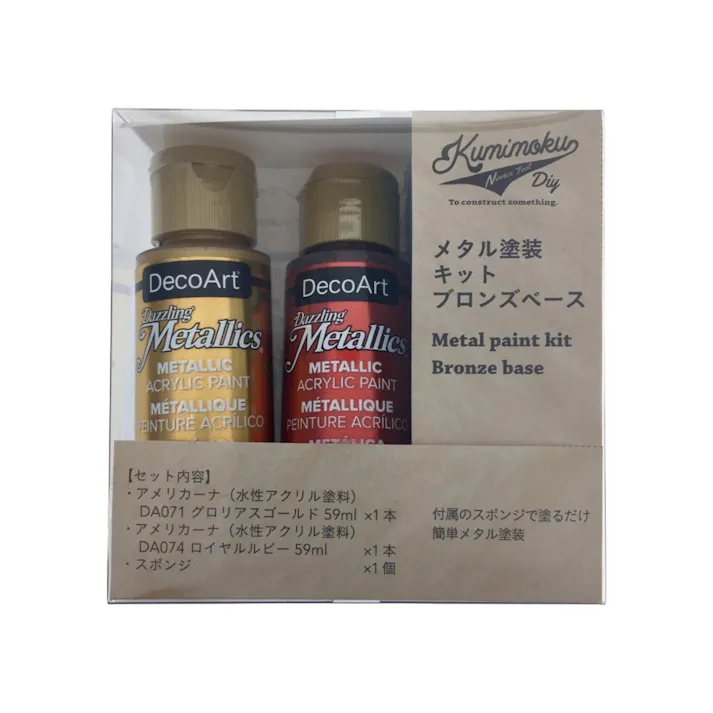 Kumimoku
Novice Tool
Diy
To construct something.
メタル塗装
キット
ブロンズベース
Metal paint kit
Bronze base
DecoArt
Dazzling
Metallics
METALLIC
ACRYLIC PAINT
MÉTALLIQUE
PEINTURE ACRÍLICO
DecoArt
Dazzling
Metallics
METALLIC
ACRYLIC PAINT
MÉTALLIQUE
PEINTURE ACRÍLICO
METÁLICA
【セット内容】
・アメリカーナ（水性アクリル塗料）
DA071 グロリアスゴールド 59ml ×1本
・アメリカーナ（水性アクリル塗料）
DA074 ロイヤルルビー 59ml ×1本
・スポンジ ×1個
付属のスポンジで塗るだけ
簡単メタル塗装